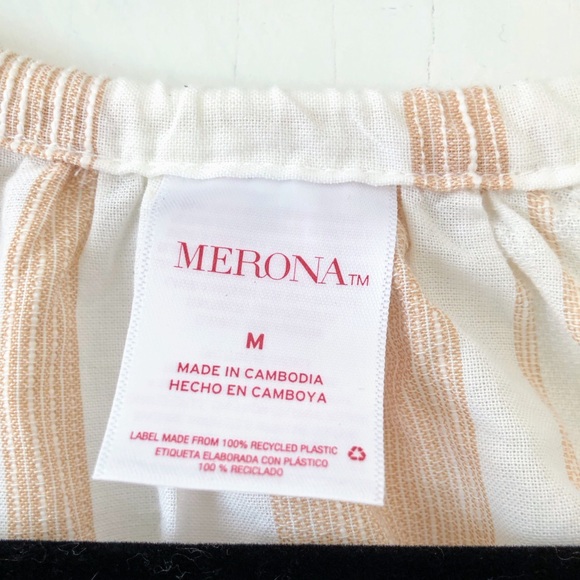 MERONA™
M
MADE IN CAMBODIA
HECHO EN CAMBOYA
LABEL MADE FROM 100% RECYCLED PLASTIC
ETIQUETA ELABORADA CON PLÁSTICO
100 % RECICLADO